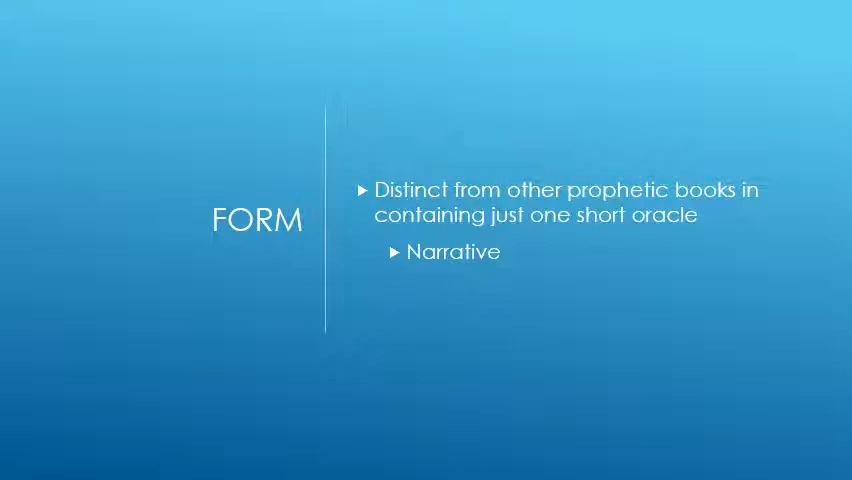 FORM
Distinct from other prophetic books in
containing just one short oracle
Narrative